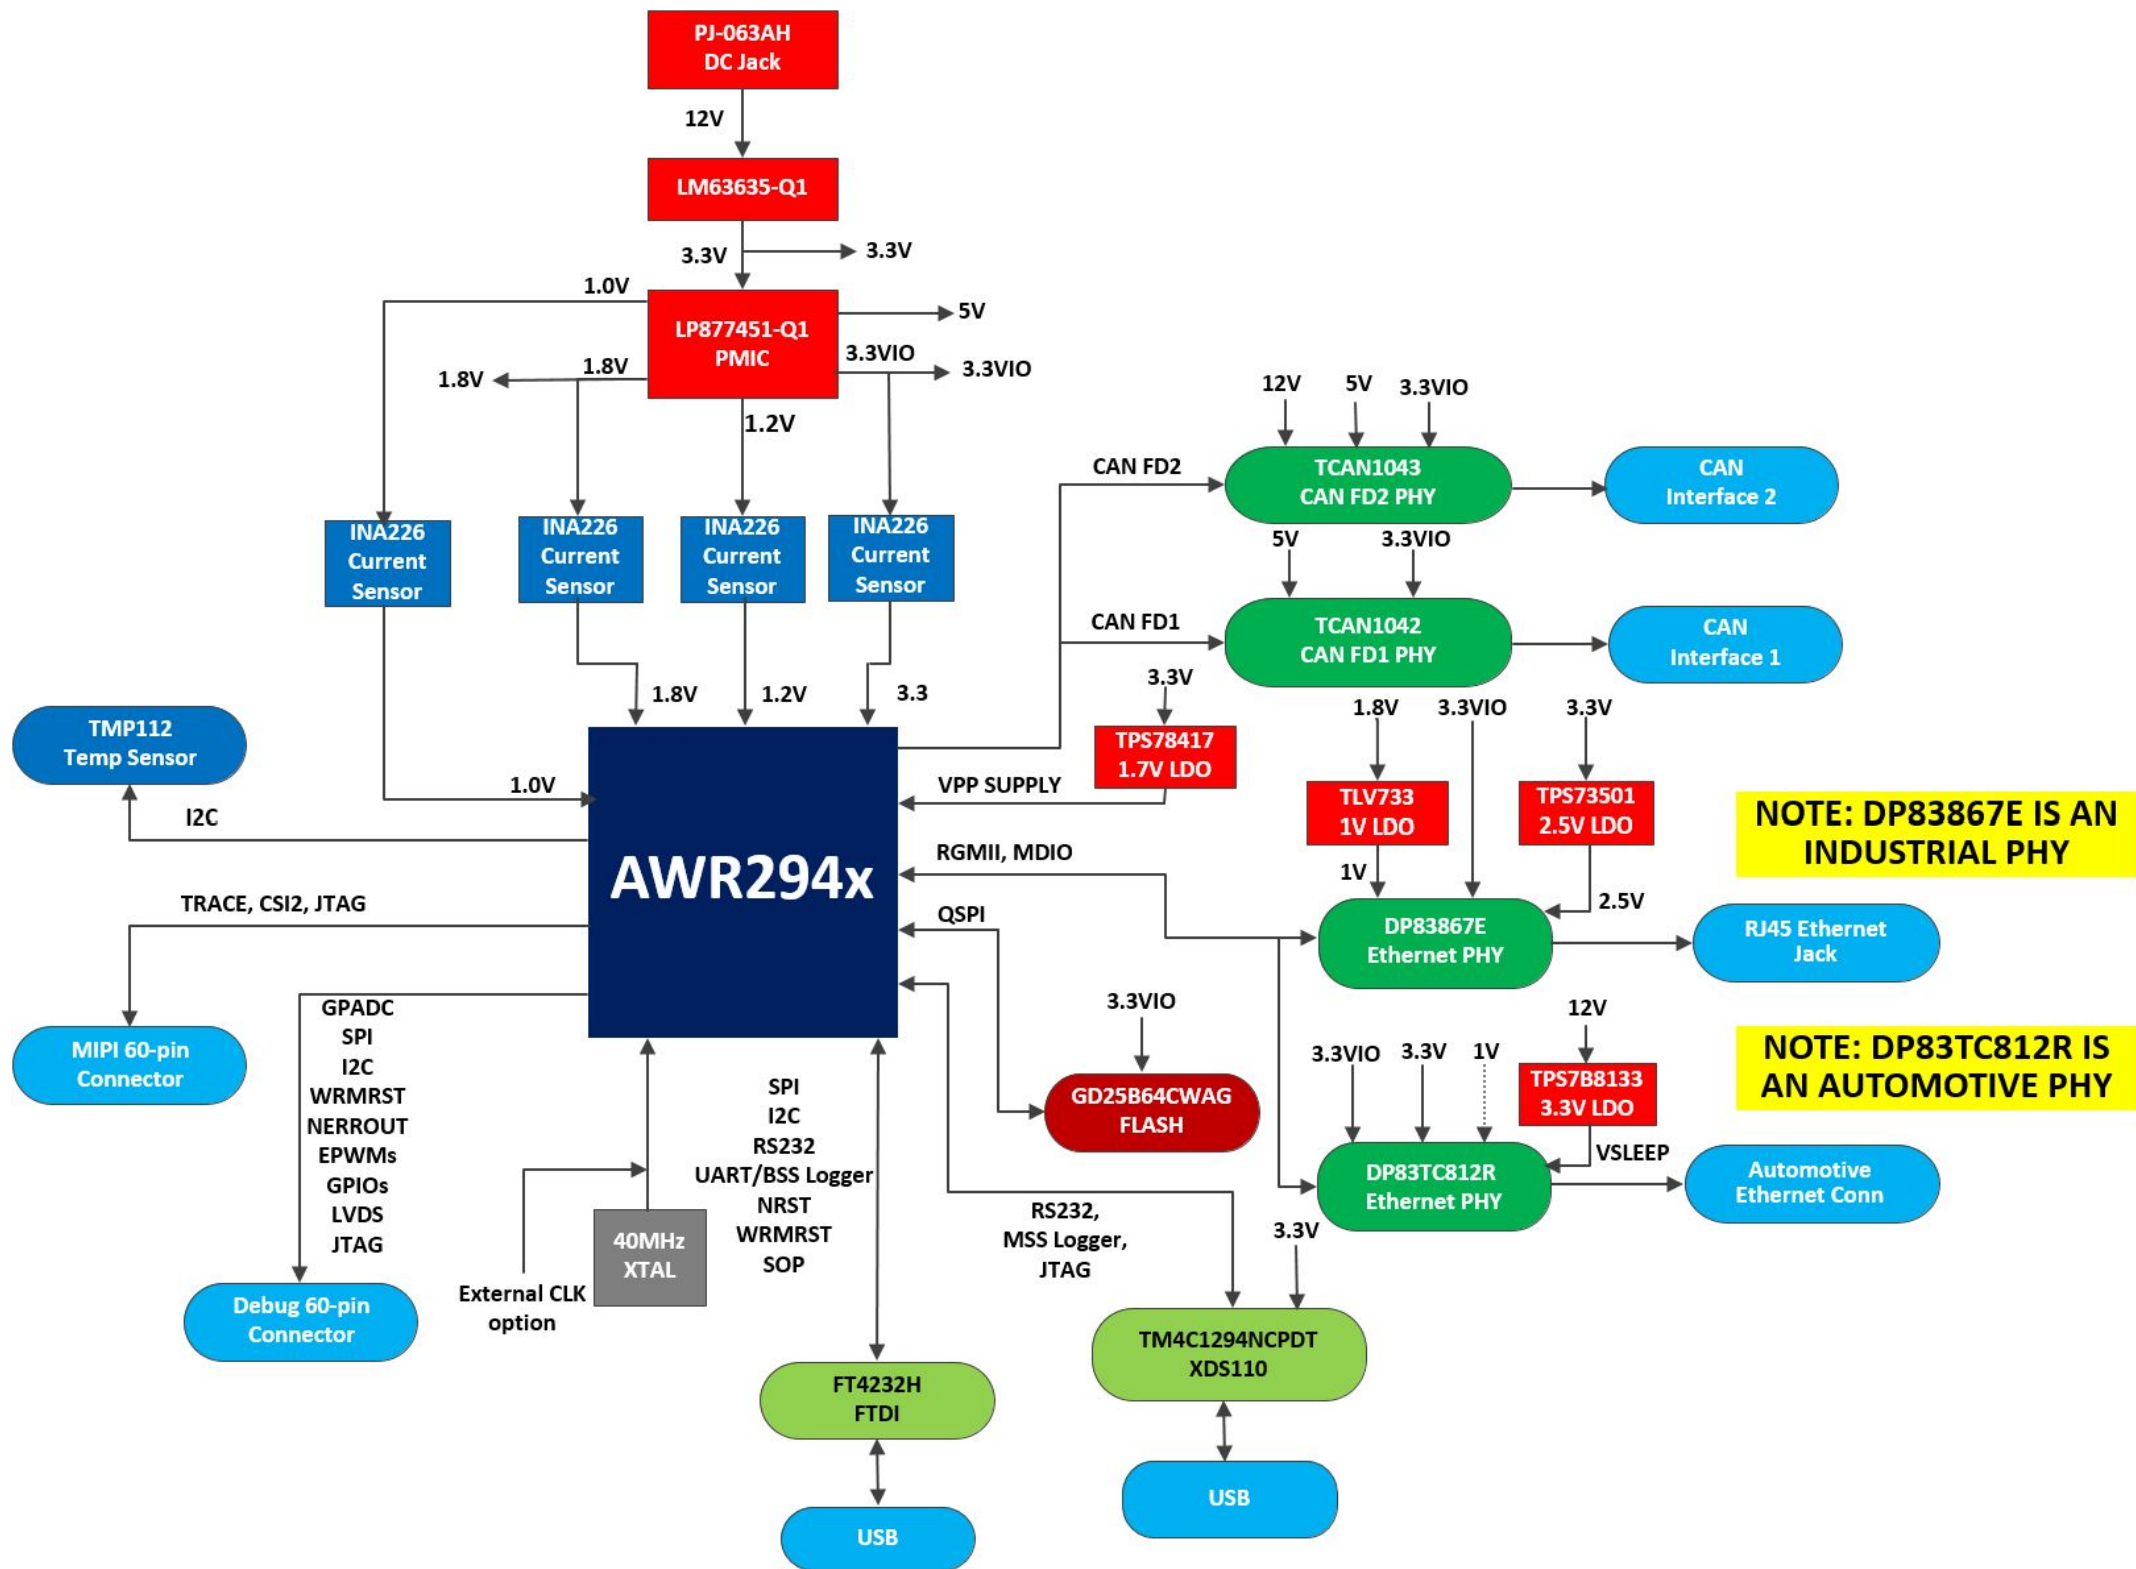 PJ-063AH
DC Jack
12V
LM63635-Q1
3.3V
3.3V
1.0V
LP877451-Q1
PMIC
5V
3.3VIO
3.3VIO
1.8V
1.8V
1.2V
INA226
Current
Sensor
INA226
Current
Sensor
INA226
Current
Sensor
INA226
Current
Sensor
1.8V
1.2V
3.3
1.0V
12V
5V
3.3VIO
CAN FD2
TCAN1043
CAN FD2 PHY
CAN
Interface 2
5V
3.3VIO
CAN FD1
TCAN1042
CAN FD1 PHY
CAN
Interface 1
3.3V
TPS78417
1.7V LDO
VPP SUPPLY
1.8V
3.3VIO
3.3V
TLV733
1V LDO
TPS73501
2.5V LDO
1V
2.5V
NOTE: DP83867E IS AN
INDUSTRIAL PHY
TMP112
Temp Sensor
I2C
AWR294x
RGMII, MDIO
DP83867E
Ethernet PHY
RJ45 Ethernet
Jack
TRACE, CSI2, JTAG
MIPI 60-pin
Connector
QSPI
3.3VIO
GD25B64CWAG
FLASH
3.3VIO
3.3V
1V
12V
TPS7B8133
3.3V LDO
VSLEEP
NOTE: DP83TC812R IS
AN AUTOMOTIVE PHY
DP83TC812R
Ethernet PHY
Automotive
Ethernet Conn
GPADC
SPI
I2C
WRMRST
NERROUT
EPWMs
GPIOs
LVDS
JTAG
Debug 60-pin
Connector
External CLK
option
40MHz
XTAL
SPI
I2C
RS232
UART/BSS Logger
NRST
WRMRST
SOP
RS232,
MSS Logger,
JTAG
3.3V
FT4232H
FTDI
TM4C1294NCPDT
XDS110
USB
USB